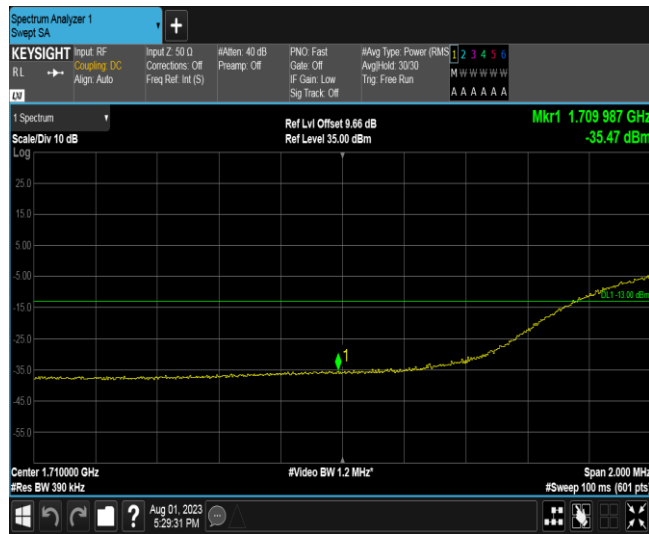 Spectrum Analyzer 1
Swept SA
+
KEYSIGHT
RL
LXI
Input: RF
Coupling: DC
Align: Auto
Input Z: 50 Ω
Corrections: Off
Freq Ref: Int (S)
#Atten: 40 dB
Preamp: Off
PNO: Fast
Gate: Off
IF Gain: Low
Sig Track: Off
#Avg Type: Power (RMS
Avg|Hold: 30/30
Trig: Free Run
1 2 3 4 5 6
M W W W W W
A A A A A A
1 Spectrum
Scale/Div 10 dB
Log
Ref Lvl Offset 9.66 dB
Ref Level 35.00 dBm
Mkr1 1.709 987 GHz
-35.47 dBm
25.0
15.0
5.00
-5.00
DL1 -13.00 dBm
-15.0
-25.0
1
-35.0
-45.0
-55.0
Center 1.710000 GHz
#Video BW 1.2 MHz*
Span 2.000 MHz
#Res BW 390 kHz
#Sweep 100 ms (601 pts)
?
Aug 01, 2023
5:29:31 PM